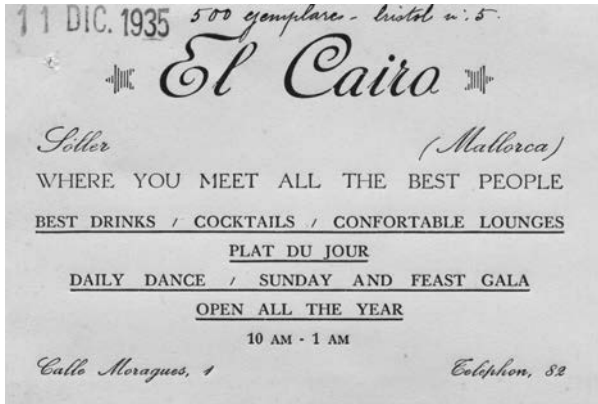 11 DIC. 1935 500 ejemplares - bristol nº 5.
El Cairo
Sóller (Mallorca)
WHERE YOU MEET ALL THE BEST PEOPLE
BEST DRINKS / COCKTAILS / CONFORTABLE LOUNGES
PLAT DU JOUR
DAILY DANCE / SUNDAY AND FEAST GALA
OPEN ALL THE YEAR
10 AM - 1 AM
Calle Moragues, 1 Teléphon, 82